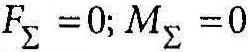 F_Σ = 0; M_Σ = 0